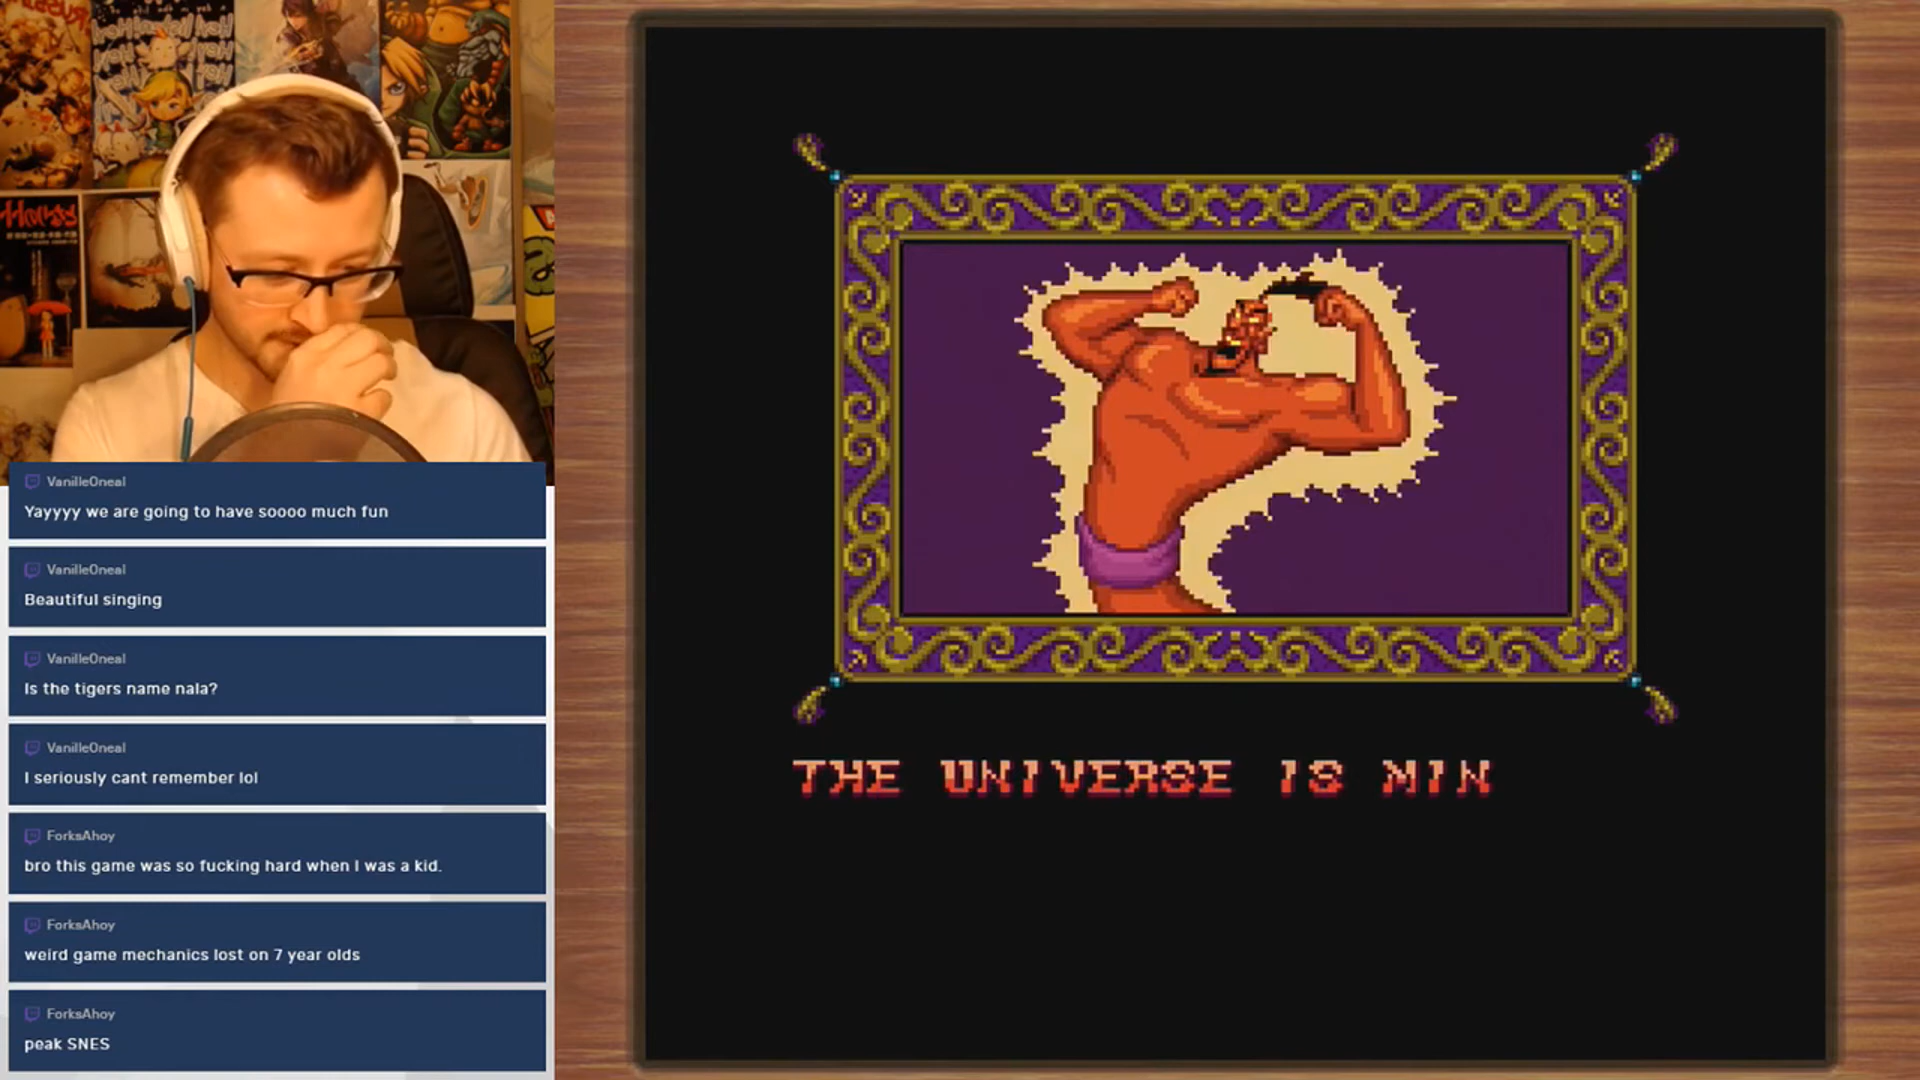 VanilleOneal
Yayyyy we are going to have soooo much fun
VanilleOneal
Beautiful singing
VanilleOneal
Is the tigers name nala?
VanilleOneal
I seriously cant remember lol
ForksAhoy
bro this game was so fucking hard when I was a kid.
ForksAhoy
weird game mechanics lost on 7 year olds
ForksAhoy
peak SNES
THE UNIVERSE IS MIN